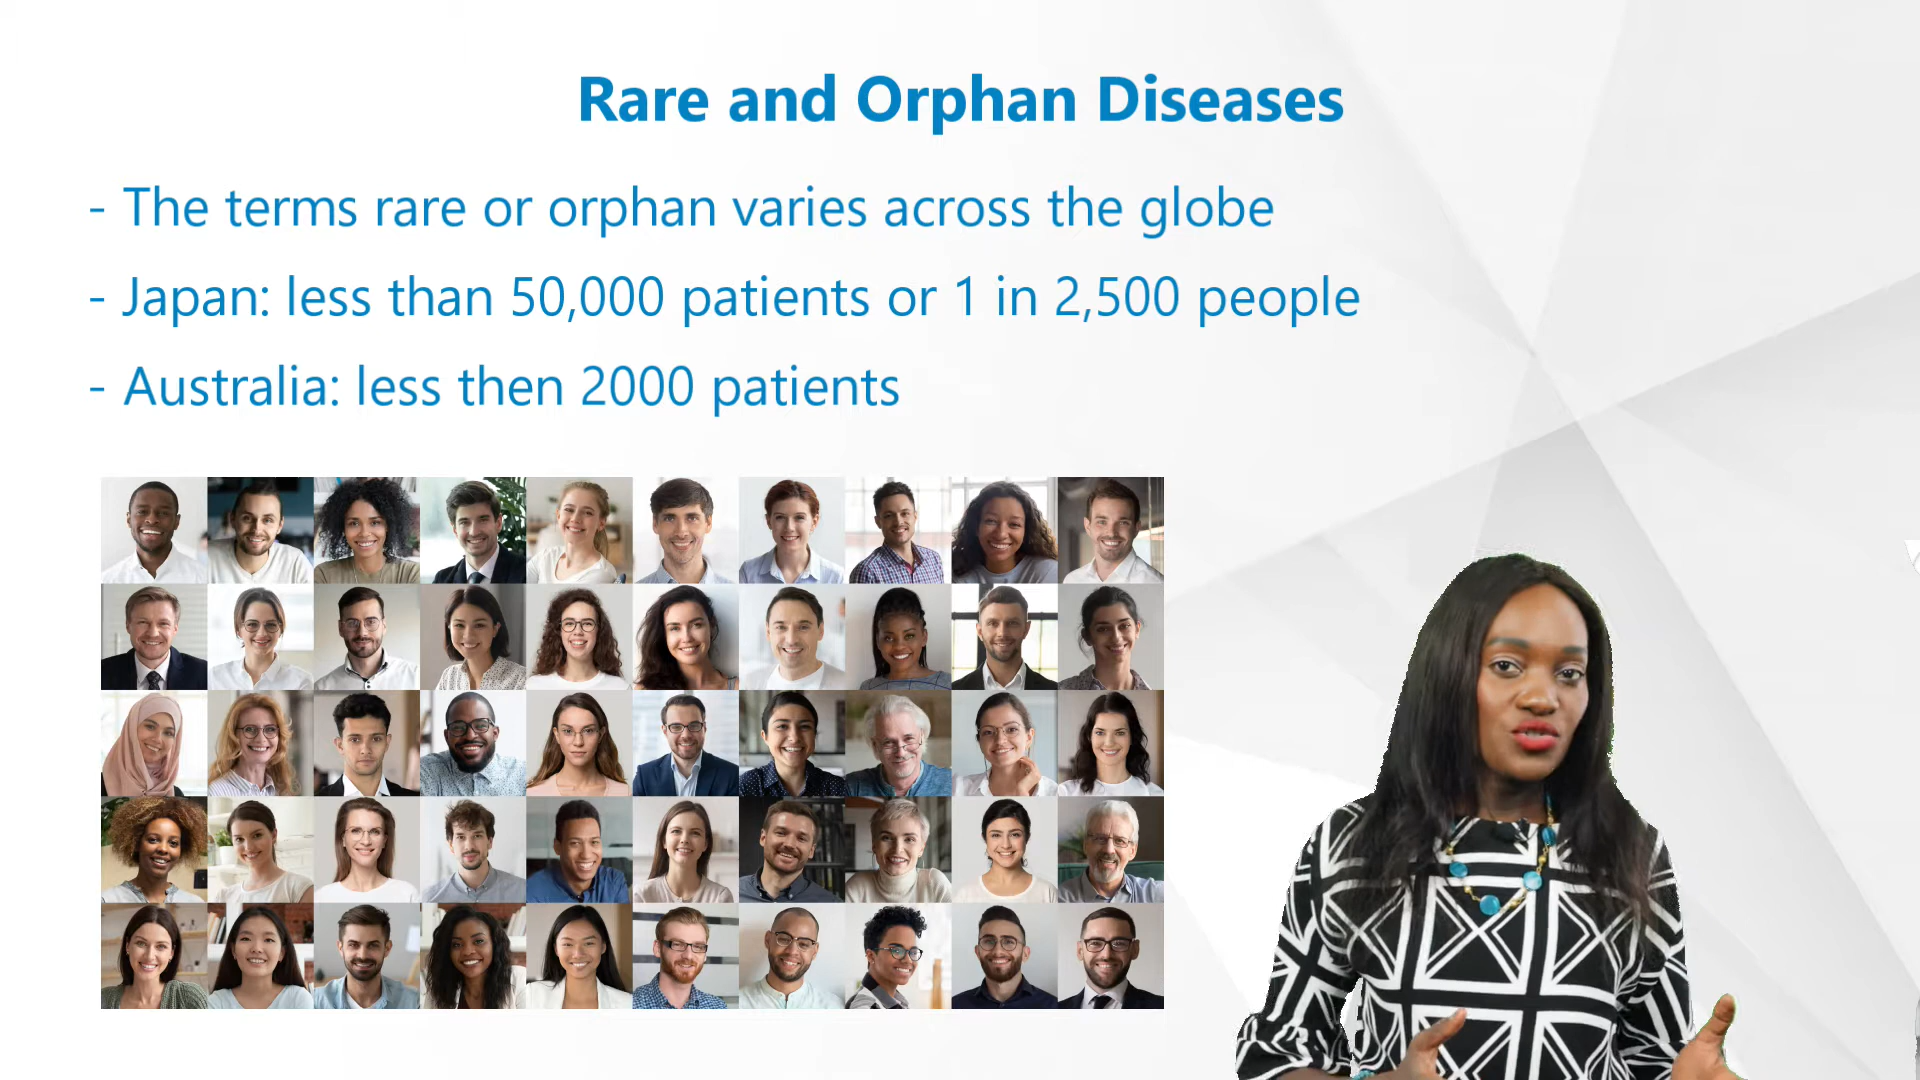 Rare and Orphan Diseases
- The terms rare or orphan varies across the globe
- Japan: less than 50,000 patients or 1 in 2,500 people
- Australia: less then 2000 patients